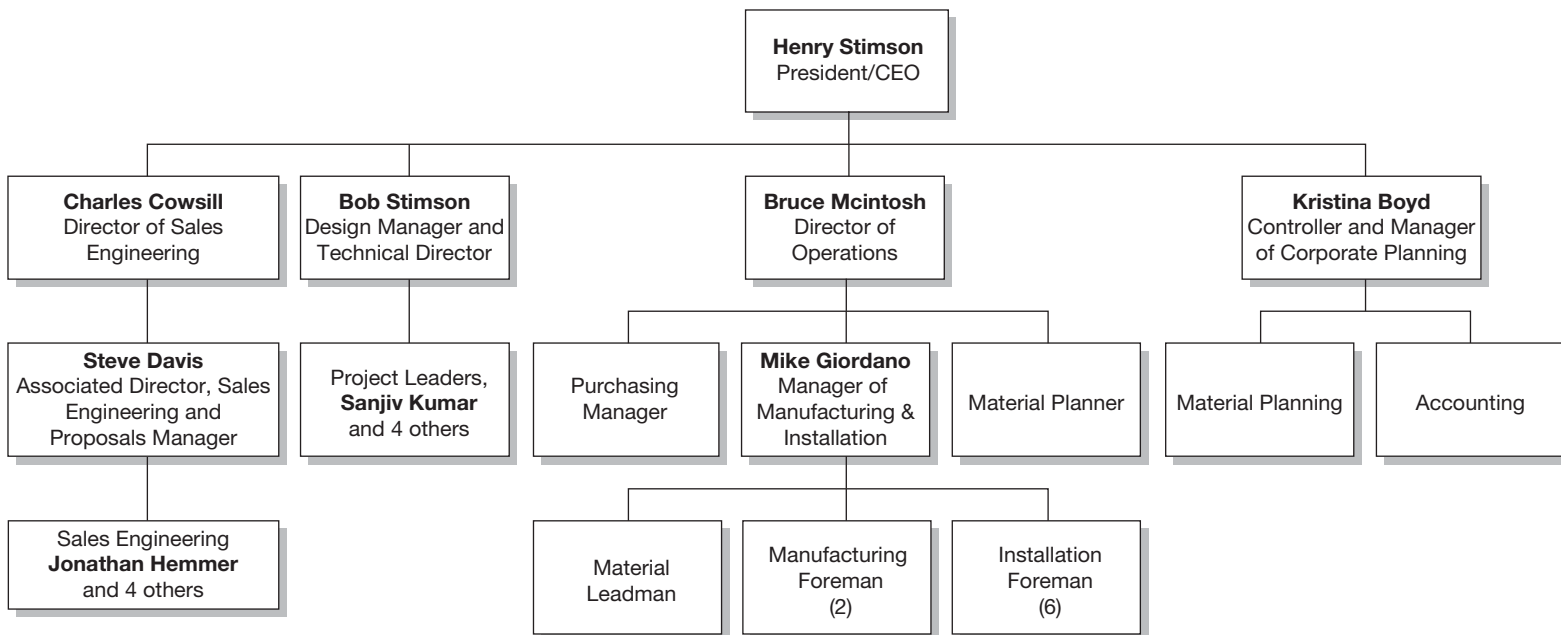 Henry Stimson
President/CEO
Charles Cowsill
Director of Sales
Engineering
Bob Stimson
Design Manager and
Technical Director
Bruce Mcintosh
Director of
Operations
Kristina Boyd
Controller and Manager
of Corporate Planning
Steve Davis
Associated Director, Sales
Engineering and
Proposals Manager
Project Leaders,
Sanjiv Kumar
and 4 others
Purchasing
Manager
Mike Giordano
Manager of
Manufacturing &
Installation
Material Planner
Material Planning
Accounting
Sales Engineering
Jonathan Hemmer
and 4 others
Material
Leadman
Manufacturing
Foreman
(2)
Installation
Foreman
(6)